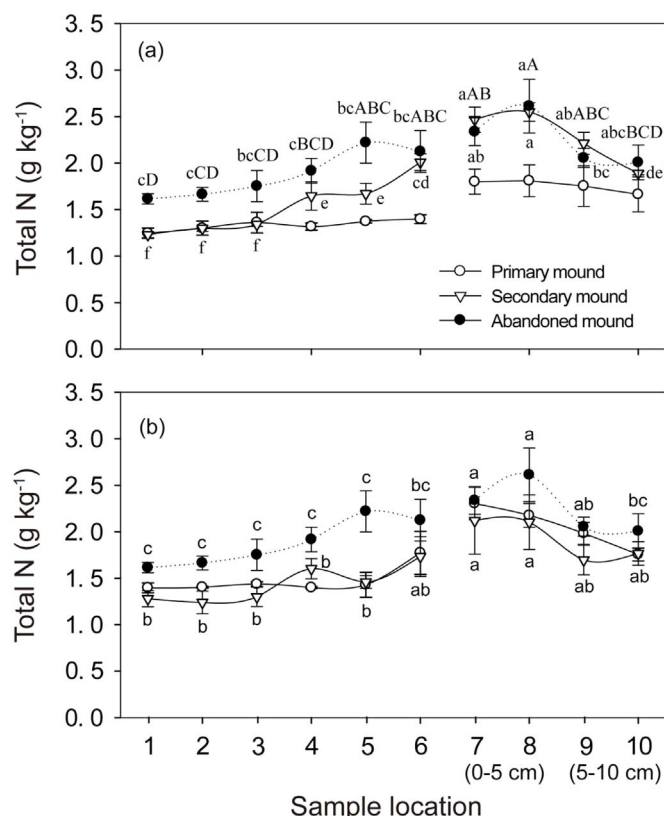 3.5
3.0
2.5
2.0
1.5
1.0
0.5
0.0
Total N (g kg-1)
(a)
cD cCD bcCD cBCD bcABC bcABC aAB aA abABC abcBCD
f f f e e cd ab a bc de
Primary mound
Secondary mound
Abandoned mound
3.5
3.0
2.5
2.0
1.5
1.0
0.5
0.0
Total N (g kg-1)
(b)
c c c c c bc a a ab bc
b b b b b ab a a ab ab
1 2 3 4 5 6 7 8 9 10
(0-5 cm) (5-10 cm)
Sample location